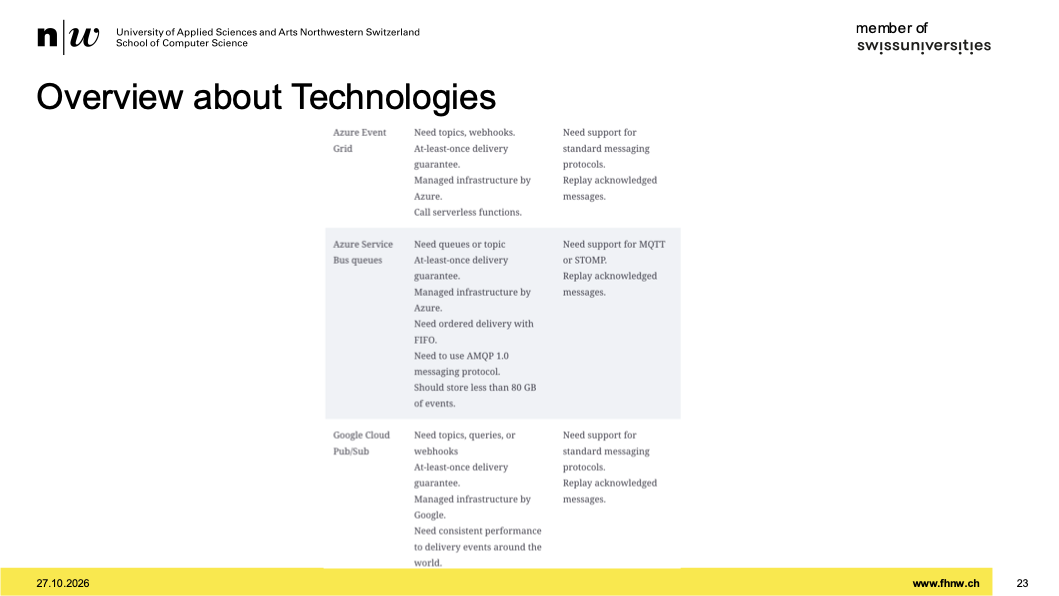 n|w University of Applied Sciences and Arts Northwestern Switzerland
School of Computer Science
member of
swissuniversities
Overview about Technologies
Azure Event
Grid
Need topics, webhooks.
At-least-once delivery
guarantee.
Managed infrastructure by
Azure.
Call serverless functions.
Need support for
standard messaging
protocols.
Replay acknowledged
messages.
Azure Service
Bus queues
Need queues or topic
At-least-once delivery
guarantee.
Managed infrastructure by
Azure.
Need ordered delivery with
FIFO.
Need to use AMQP 1.0
messaging protocol.
Should store less than 80 GB
of events.
Need support for MQTT
or STOMP.
Replay acknowledged
messages.
Google Cloud
Pub/Sub
Need topics, queries, or
webhooks
At-least-once delivery
guarantee.
Managed infrastructure by
Google.
Need consistent performance
to delivery events around the
world.
Need support for
standard messaging
protocols.
Replay acknowledged
messages.
27.10.2026
www.fhnw.ch
23